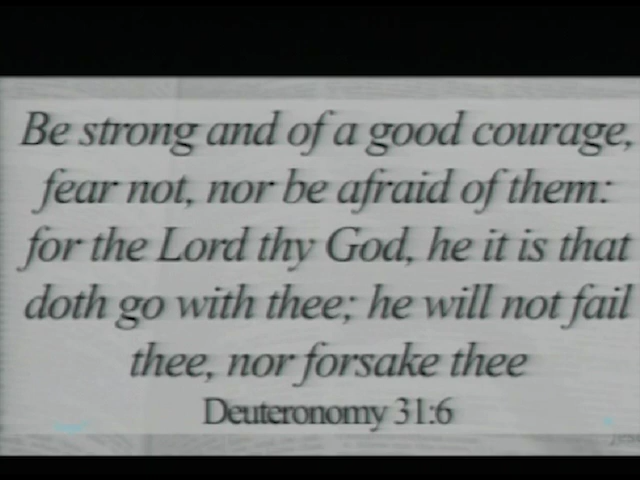 Be strong and of a good courage,
fear not, nor be afraid of them:
for the Lord thy God, he it is that
doth go with thee; he will not fail
thee, nor forsake thee
Deuteronomy 31:6